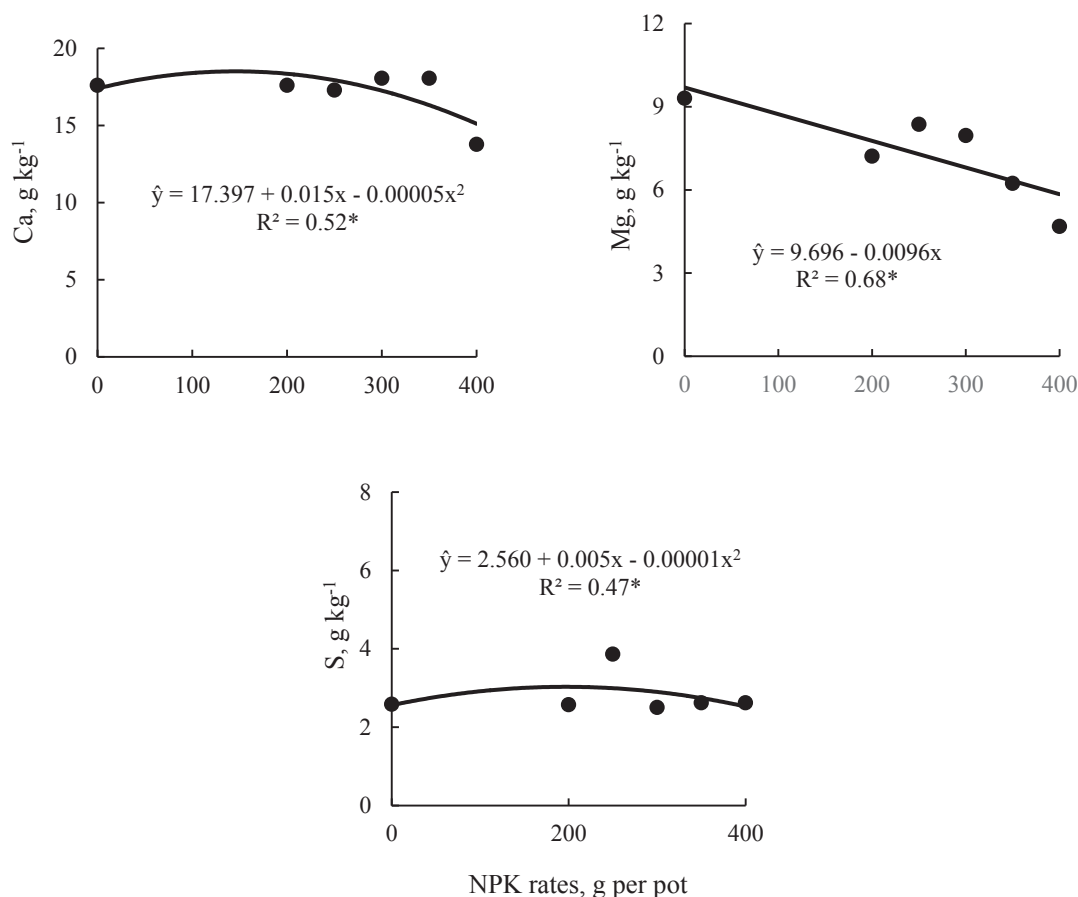 20
15
10
5
0
Ca, g kg⁻¹
ŷ = 17.397 + 0.015x - 0.00005x²
R² = 0.52*
0 100 200 300 400
12
9
6
3
0
Mg, g kg⁻¹
ŷ = 9.696 - 0.0096x
R² = 0.68*
0 100 200 300 400
8
6
4
2
0
S, g kg⁻¹
ŷ = 2.560 + 0.005x - 0.00001x²
R² = 0.47*
0 200 400
NPK rates, g per pot